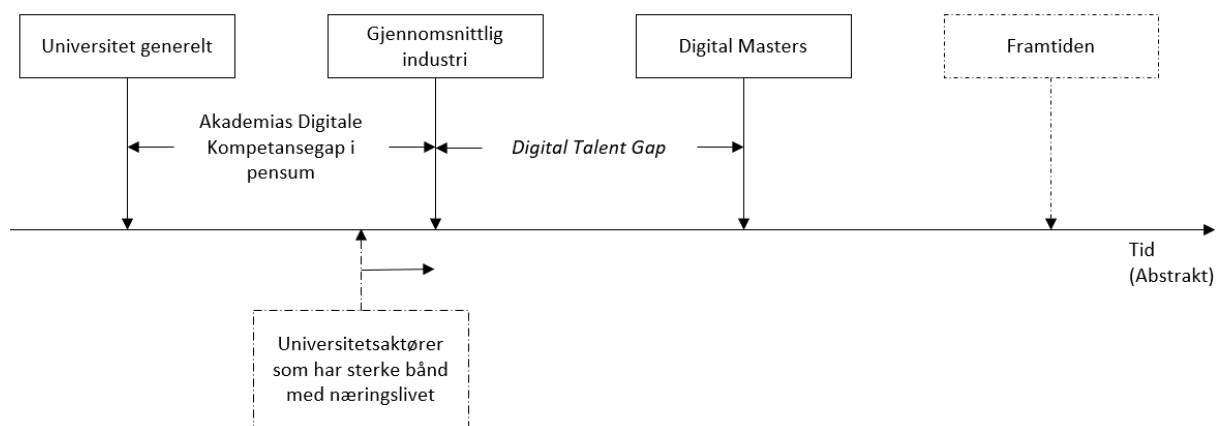 Universitet generelt
Gjennomsnittlig
industri
Digital Masters
Framtiden
Akademias Digitale
Kompetansegap i
pensum
Digital Talent Gap
Tid
(Abstrakt)
Universitetsaktører
som har sterke bånd
med næringslivet